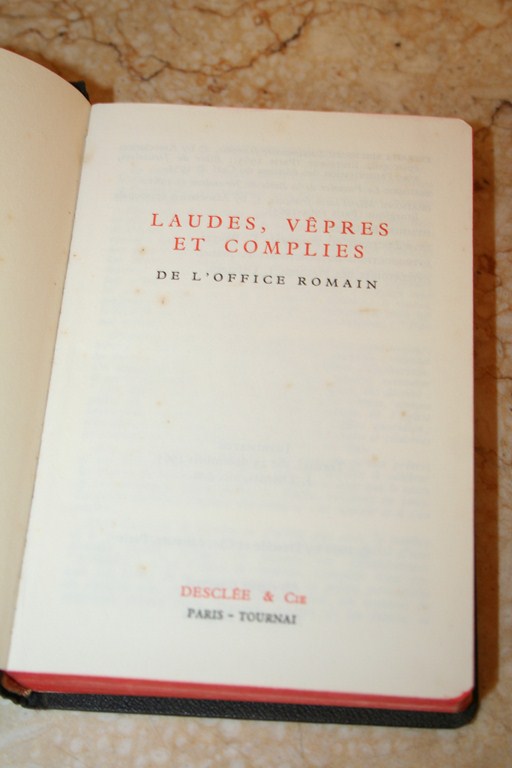 LAUDES, VÊPRES
ET COMPLIES
DE L'OFFICE ROMAIN
DESCLÉE & CIE
PARIS – TOURNAI